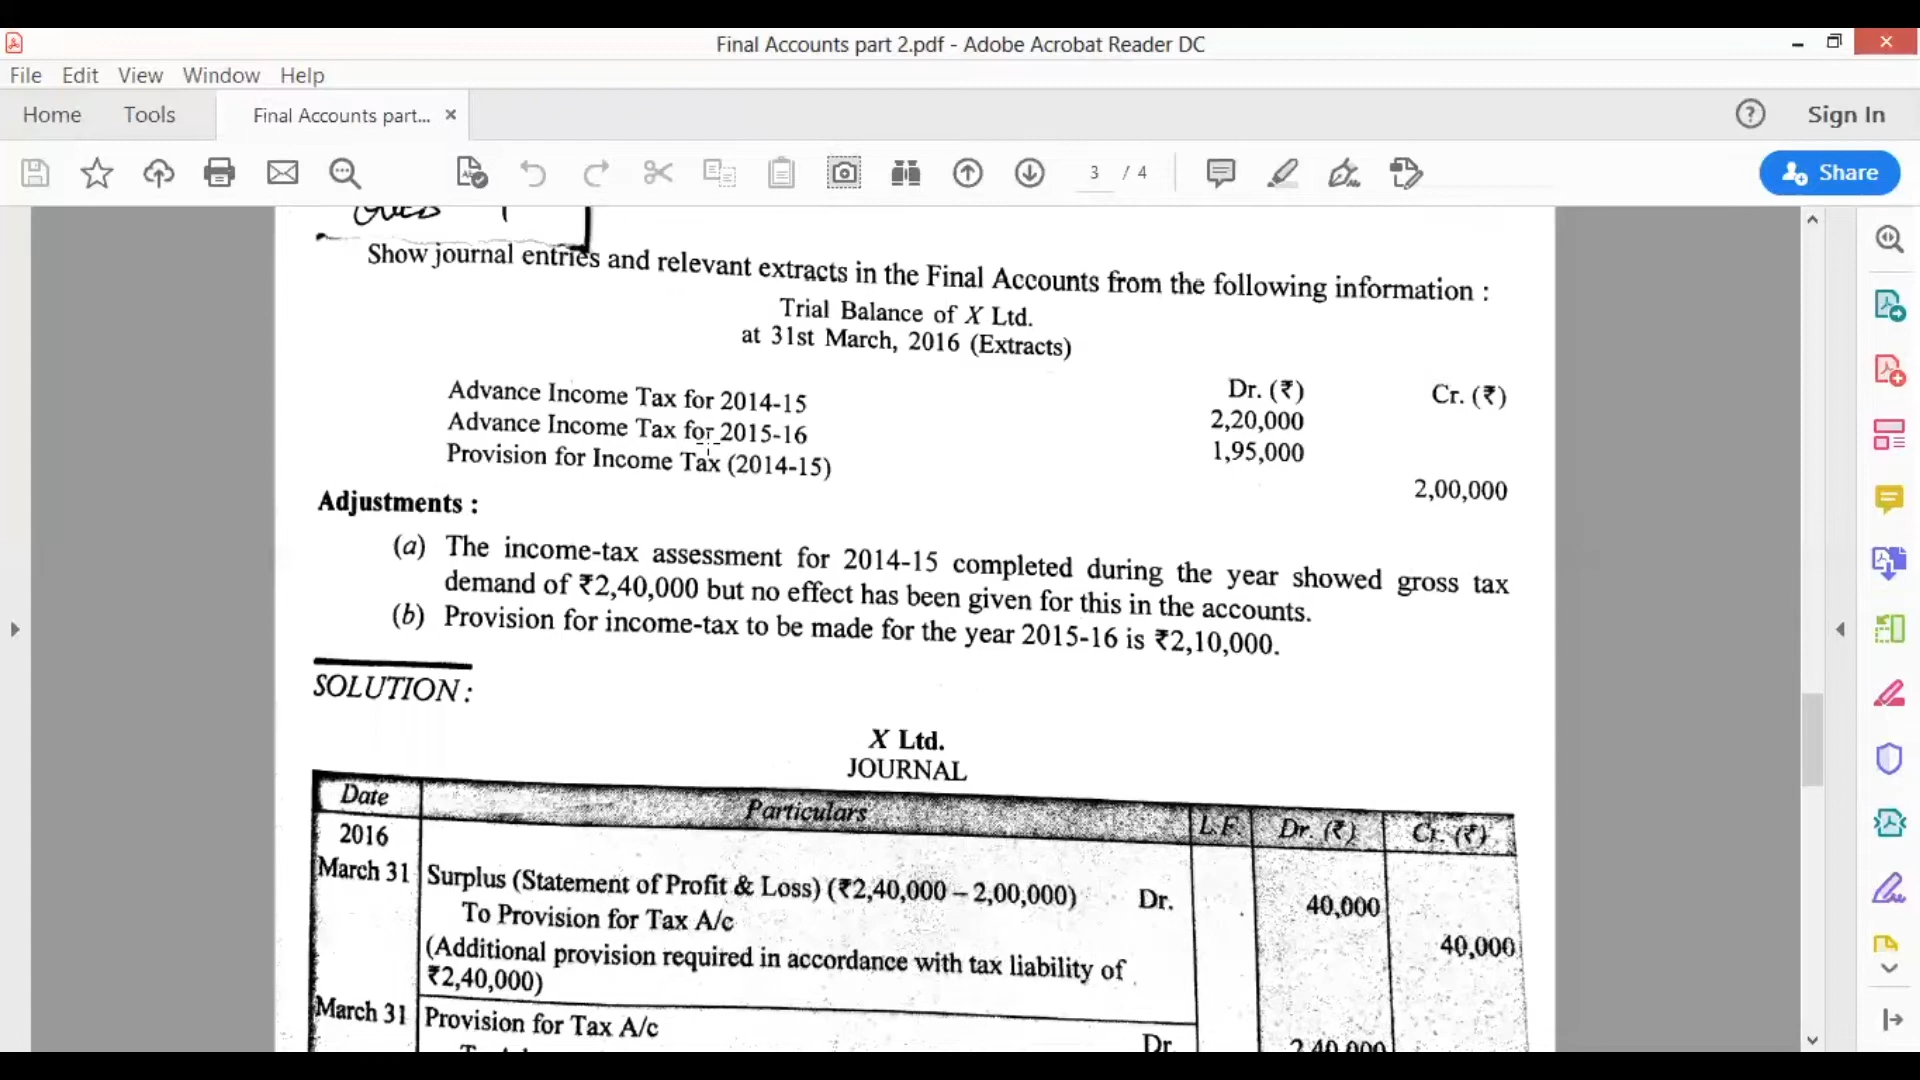 Final Accounts part 2.pdf - Adobe Acrobat Reader DC
File Edit View Window Help
Home Tools Final Accounts part... Sign In
3 / 4 Share
Show journal entries and relevant extracts in the Final Accounts from the following information :
Trial Balance of X Ltd.
at 31st March, 2016 (Extracts)
Dr. (₹) Cr. (₹)
Advance Income Tax for 2014-15 2,20,000
Advance Income Tax for 2015-16 1,95,000
Provision for Income Tax (2014-15) 2,00,000
Adjustments :
(a) The income-tax assessment for 2014-15 completed during the year showed gross tax
demand of ₹2,40,000 but no effect has been given for this in the accounts.
(b) Provision for income-tax to be made for the year 2015-16 is ₹2,10,000.
SOLUTION :
X Ltd.
JOURNAL
Date Particulars L.F. Dr. (₹) Cr. (₹)
2016
March 31 Surplus (Statement of Profit & Loss) (₹2,40,000 – 2,00,000) Dr. 40,000
To Provision for Tax A/c 40,000
(Additional provision required in accordance with tax liability of
₹2,40,000)
March 31 Provision for Tax A/c Dr 2,40,000